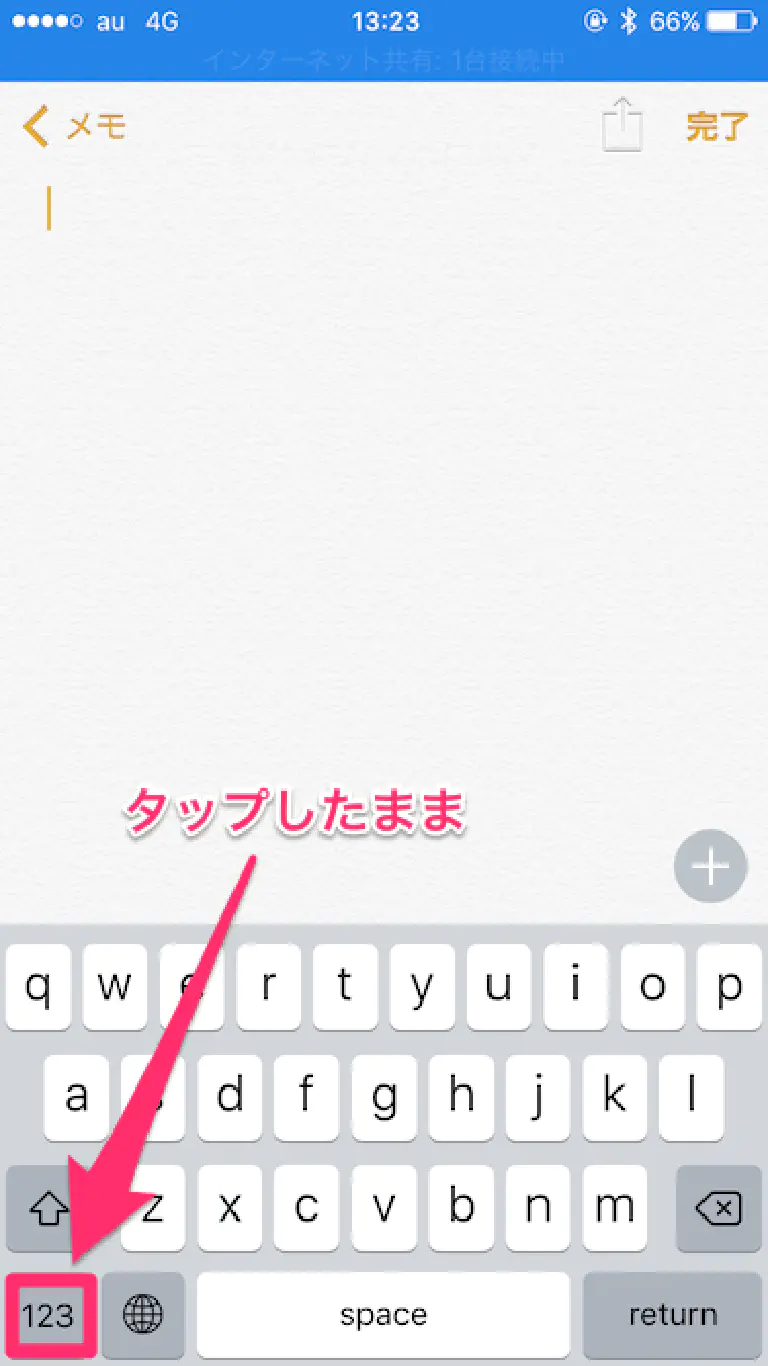 au 4G 13:23 66%
インターネット共有: 1台接続中
メモ 完了
タップしたまま
q w e r t y u i o p
a s d f g h j k l
z x c v b n m
123 space return